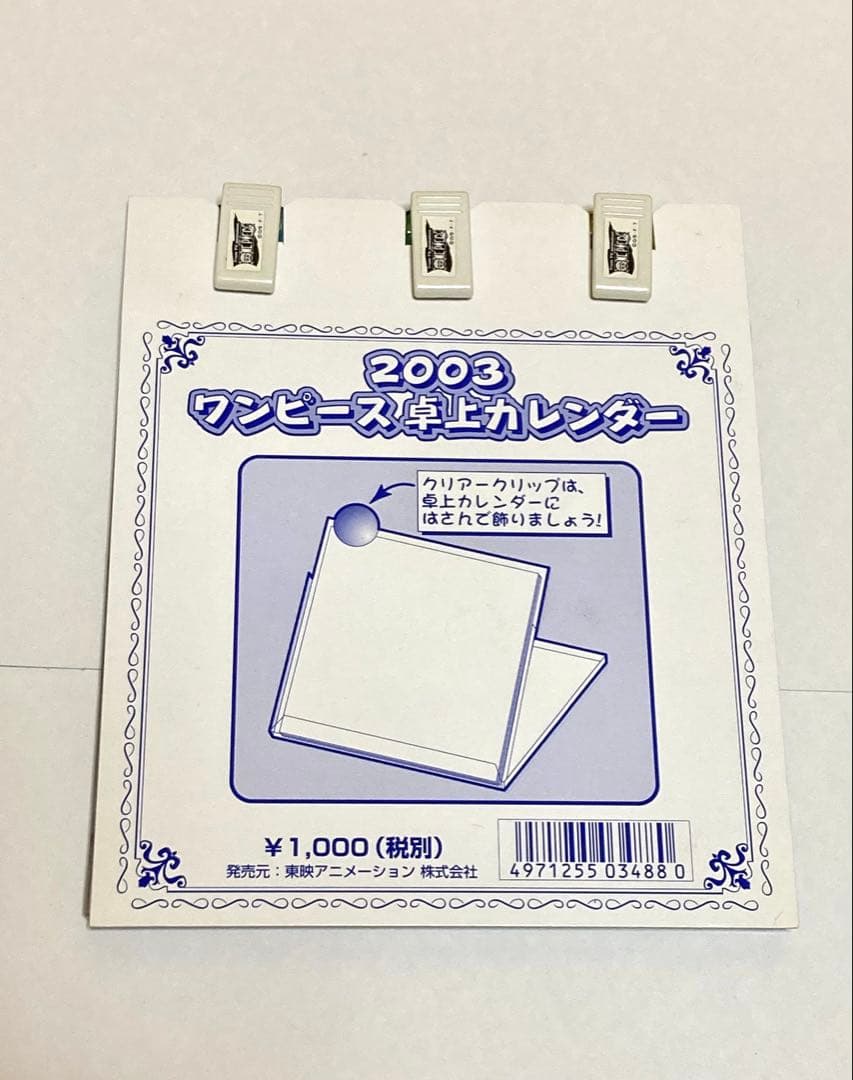 2003
ワンピース卓上カレンダー
クリアークリップは、
卓上カレンダーに
はさんで飾りましょう!
￥1,000(税別)
発売元：東映アニメーション 株式会社
4971255 03488 0